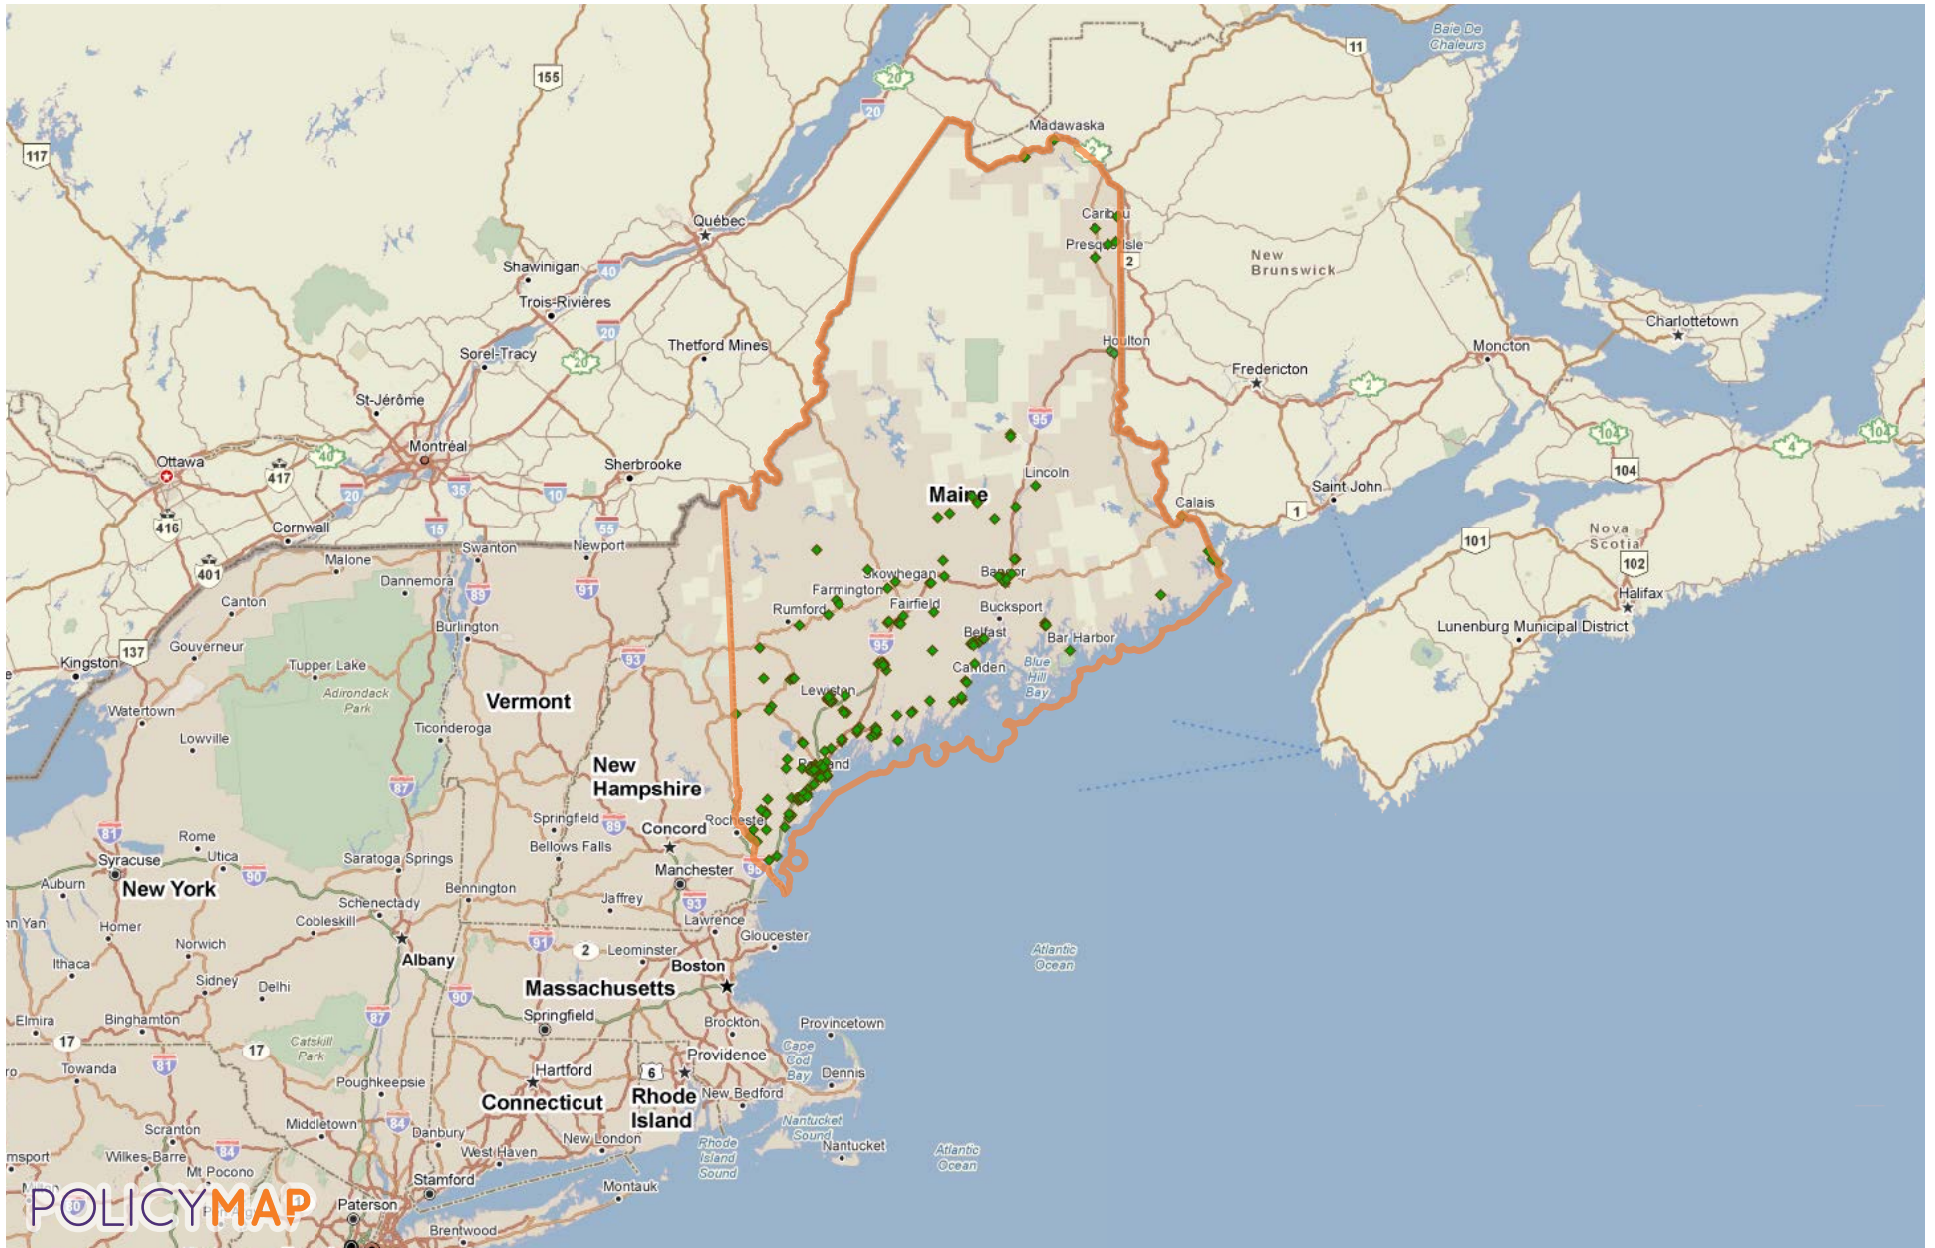 Baie De
Chaleurs
11
155
20
20
117
Madawaska
2
Québec
Caribou
Presque Isle
2
New
Brunswick
Shawinigan
40
Trois-Rivières
20
Charlottetown
Thetford Mines
Houlton
Moncton
Sorel-Tracy
20
Fredericton
2
St-Jérôme
95
104
104
4
Montréal
Ottawa
40
417
Sherbrooke
Lincoln
104
20
35
10
Maine
Saint John
Calais
1
416
Cornwall
15
55
Nova
Scotia
101
Swanton
Newport
Malone
102
401
Dannemora
Skowhegan
Bangor
89
91
Farmington
Halifax
Canton
Rumford
Fairfield
Bucksport
Burlington
Lunenburg Municipal District
Belfast
Bar Harbor
137
Gouverneur
95
93
Kingston
Tupper Lake
Camden
Blue
Hill
Bay
Adirondack
Park
Lewiston
Vermont
Watertown
Ticonderoga
Lowville
New
Hampshire
Portland
87
Springfield
89
Concord
Rochester
81
Rome
Bellows Falls
Utica
Saratoga Springs
Syracuse
90
Manchester
95
New York
Auburn
Bennington
Jaffrey
93
Schenectady
Cobleskill
Lawrence
nn Yan
Homer
Gloucester
Norwich
91
2
Leominster
Atlantic
Ocean
Albany
Boston
Ithaca
Sidney
Delhi
90
Massachusetts
Elmira
Binghamton
87
Springfield
Brockton
Provincetown
17
17
Catskill
Park
Cape
Cod
Bay
Providence
81
Towanda
Hartford
6
Dennis
Poughkeepsie
Connecticut
Rhode
Island
New Bedford
Nantucket
Sound
Middletown
84
Scranton
Danbury
New London
Rhode
Island
Sound
Nantucket
Atlantic
Ocean
msport
Wilkes-Barre
84
West Haven
Mt Pocono
Stamford
Montauk
POLICYMAP
Paterson
Brentwood